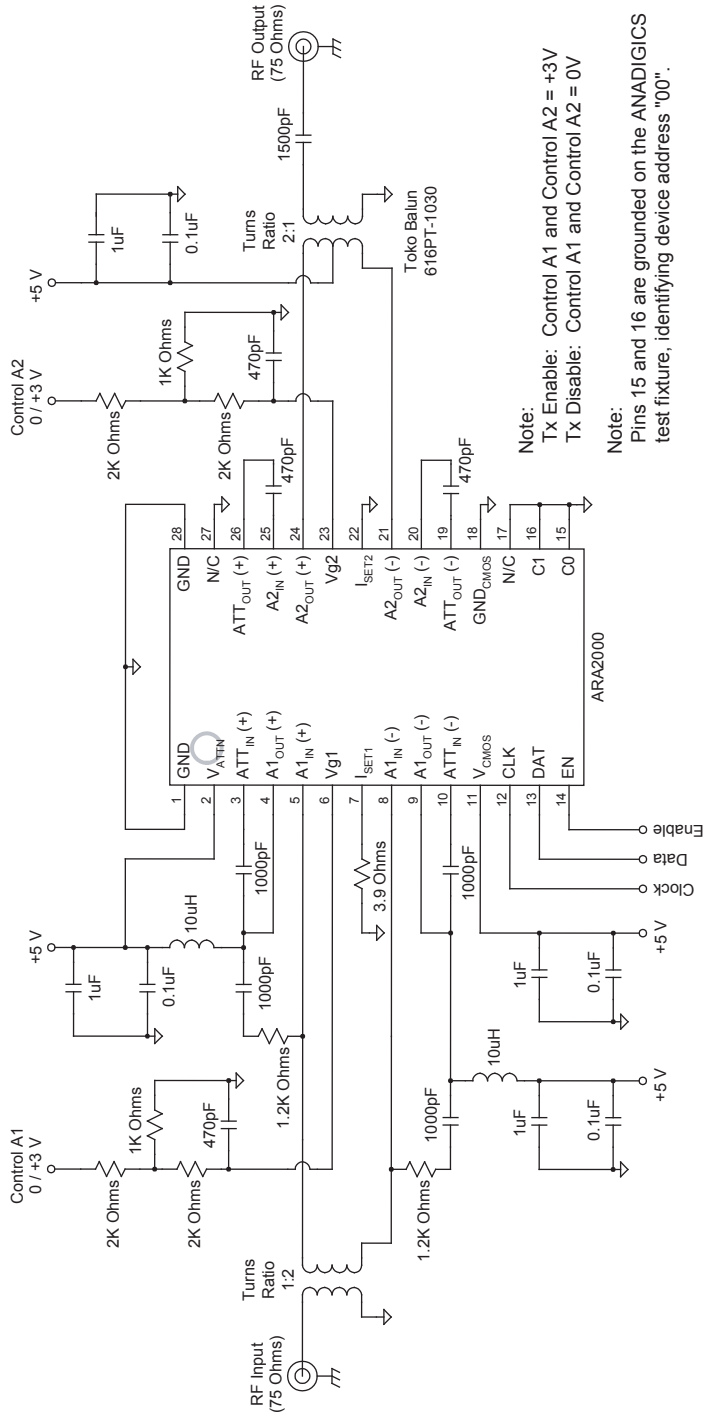 Control A1
0 / +3 V
2K Ohms
2K Ohms
1K Ohms
470pF
+5 V
1uF
0.1uF
10uH
1000pF
1000pF
1.2K Ohms
RF Input
(75 Ohms)
Turns
Ratio
1:2
3.9 Ohms
1.2K Ohms
1000pF
1000pF
10uH
1uF
0.1uF
+5 V
1uF
0.1uF
+5 V
Clock
Data
Enable
1 GND
2 V_ATTN
3 ATT_IN (+)
4 A1_OUT (+)
5 A1_IN (+)
6 Vg1
7 I_SET1
8 A1_IN (-)
9 A1_OUT (-)
10 ATT_IN (-)
11 V_CMOS
12 CLK
13 DAT
14 EN
GND 28
N/C 27
ATT_OUT (+) 26
A2_IN (+) 25
A2_OUT (+) 24
Vg2 23
I_SET2 22
A2_OUT (-) 21
A2_IN (-) 20
ATT_OUT (-) 19
GND_CMOS 18
N/C 17
C1 16
C0 15
ARA2000
Control A2
0 / +3 V
2K Ohms
2K Ohms
1K Ohms
470pF
470pF
470pF
+5 V
1uF
0.1uF
Turns
Ratio
2:1
Toko Balun
616PT-1030
1500pF
RF Output
(75 Ohms)
Note:
Tx Enable: Control A1 and Control A2 = +3V
Tx Disable: Control A1 and Control A2 = 0V
Note:
Pins 15 and 16 are grounded on the ANADIGICS
test fixture, identifying device address "00".